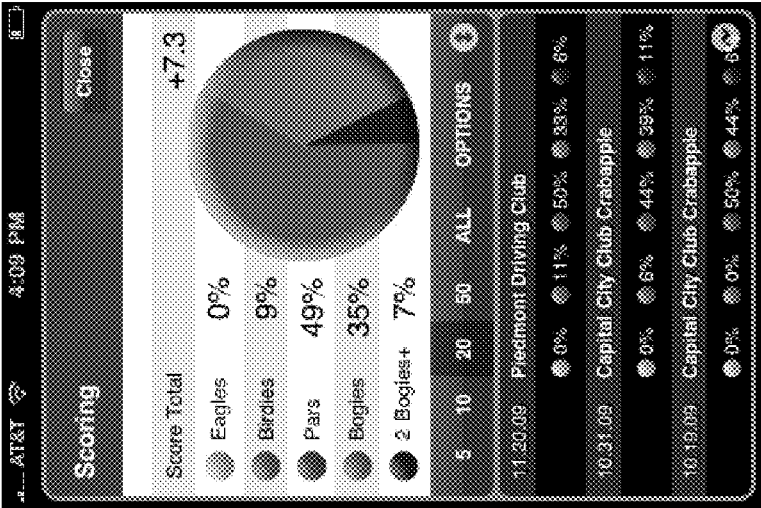 AT&T 4:09 PM
Scoring Close
Score Total +7.3
Eagles 0%
Birdies 9%
Pars 49%
Bogies 35%
2 Bogies+ 7%
5 10 20 50 ALL OPTIONS
11.20.09 Piedmont Driving Club
0% 11% 50% 33% 6%
10.31.09 Capital City Club Crabapple
0% 6% 44% 39% 11%
10.19.09 Capital City Club Crabapple
0% 0% 50% 44%